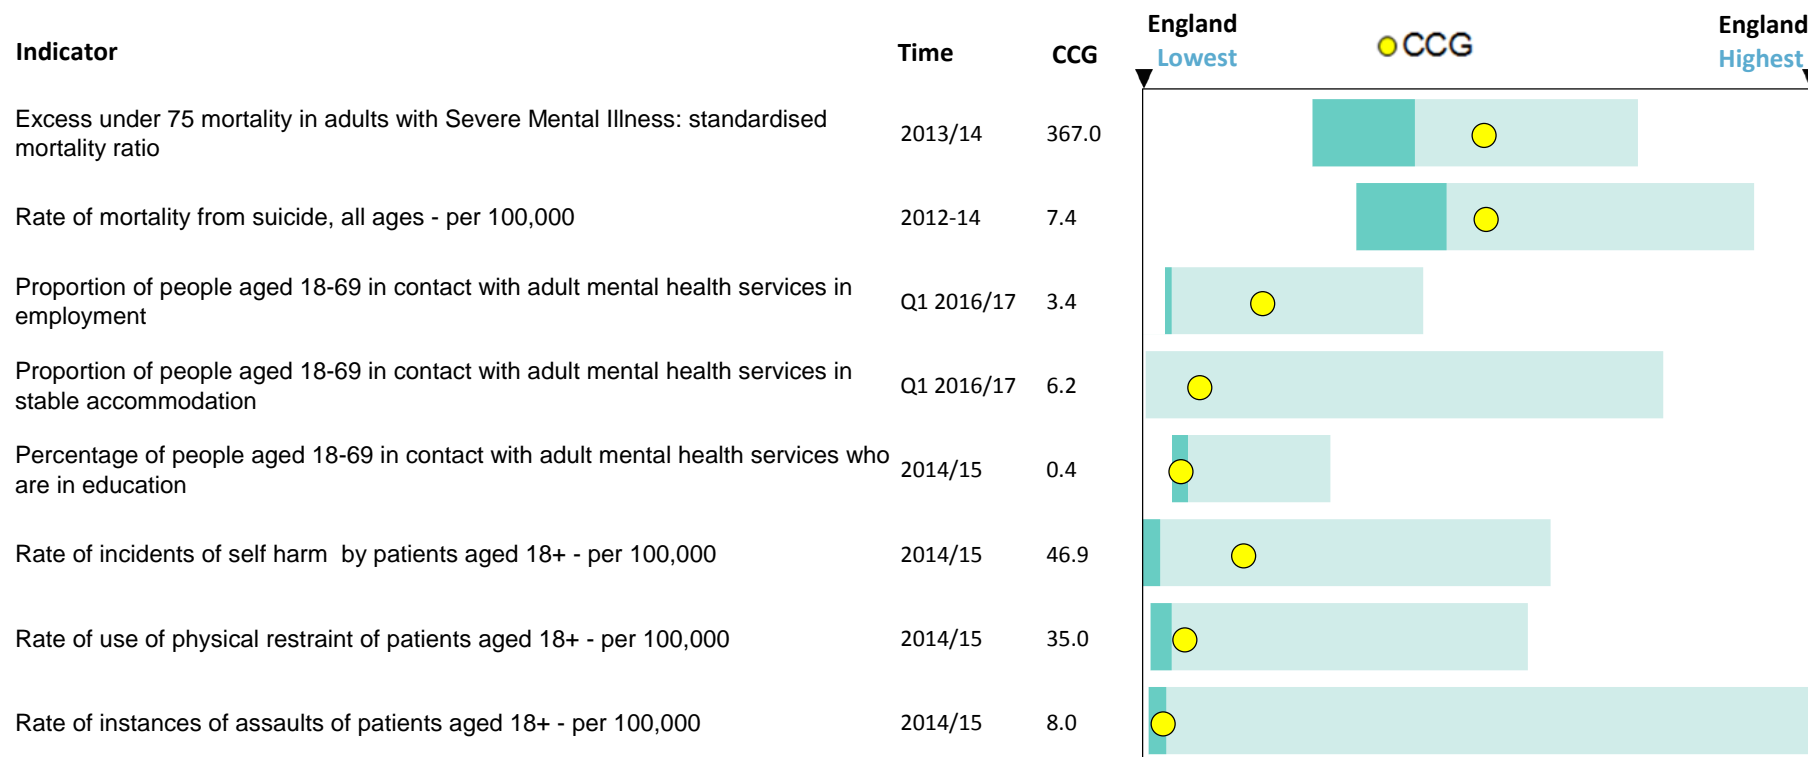 Indicator Time CCG England Lowest CCG England Highest
Excess under 75 mortality in adults with Severe Mental Illness: standardised
mortality ratio
2013/14 367.0
Rate of mortality from suicide, all ages - per 100,000 2012-14 7.4
Proportion of people aged 18-69 in contact with adult mental health services in
employment
Q1 2016/17 3.4
Proportion of people aged 18-69 in contact with adult mental health services in
stable accommodation
Q1 2016/17 6.2
Percentage of people aged 18-69 in contact with adult mental health services who
are in education
2014/15 0.4
Rate of incidents of self harm  by patients aged 18+ - per 100,000 2014/15 46.9
Rate of use of physical restraint of patients aged 18+ - per 100,000 2014/15 35.0
Rate of instances of assaults of patients aged 18+ - per 100,000 2014/15 8.0